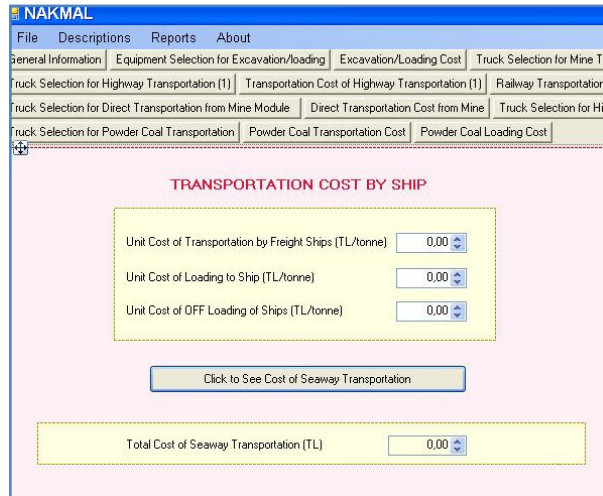 NAKMAL
File Descriptions Reports About
General Information Equipment Selection for Excavation/loading Excavation/Loading Cost Truck Selection for Mine T
Truck Selection for Highway Transportation (1) Transportation Cost of Highway Transportation (1) Railway Transportation
Truck Selection for Direct Transportation from Mine Module Direct Transportation Cost from Mine Truck Selection for Hi
Truck Selection for Powder Coal Transportation Powder Coal Transportation Cost Powder Coal Loading Cost
TRANSPORTATION COST BY SHIP
Unit Cost of Transportation by Freight Ships (TL/tonne) 0,00
Unit Cost of Loading to Ship (TL/tonne) 0,00
Unit Cost of OFF Loading of Ships (TL/tonne) 0,00
Click to See Cost of Seaway Transportation
Total Cost of Seaway Transportation (TL) 0,00